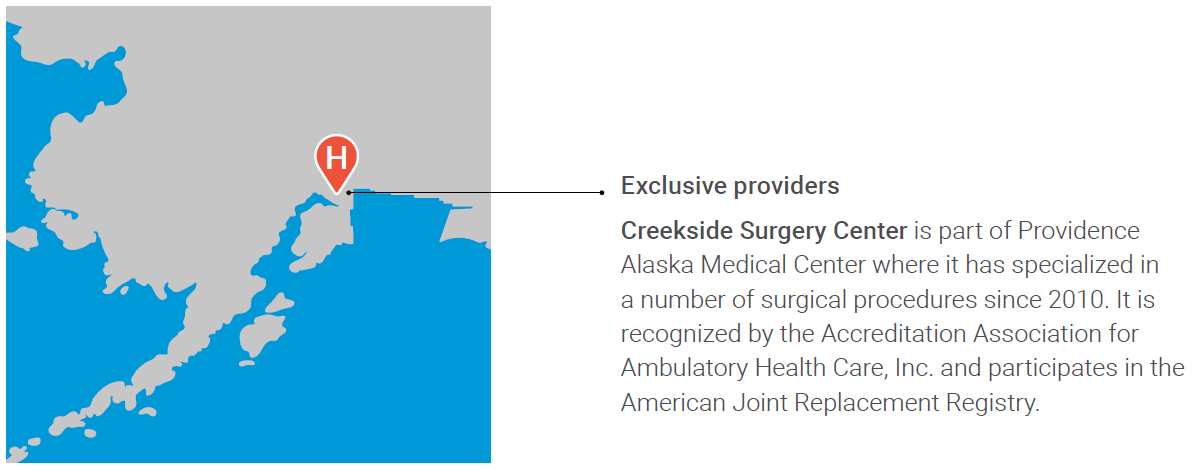 H
Exclusive providers
Creekside Surgery Center is part of Providence
Alaska Medical Center where it has specialized in
a number of surgical procedures since 2010. It is
recognized by the Accreditation Association for
Ambulatory Health Care, Inc. and participates in the
American Joint Replacement Registry.